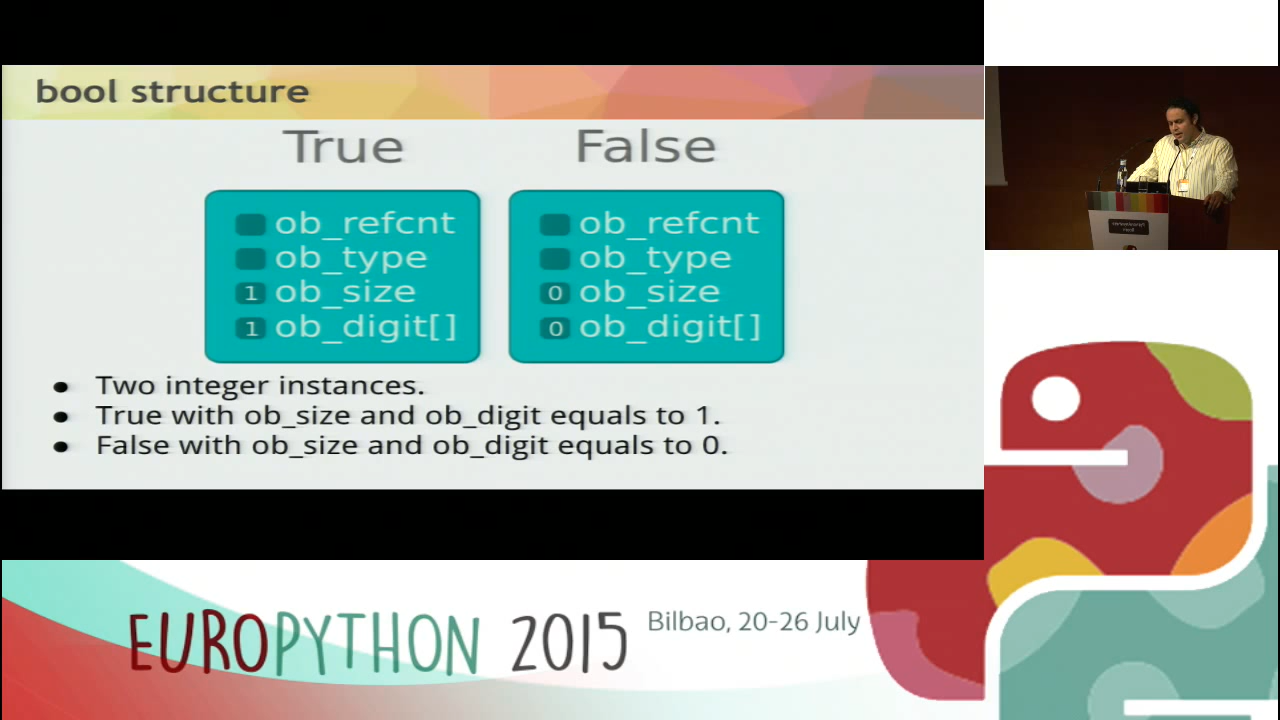 bool structure
True
False
ob_refcnt
ob_type
1 ob_size
1 ob_digit[]
ob_refcnt
ob_type
0 ob_size
0 ob_digit[]
● Two integer instances.
● True with ob_size and ob_digit equals to 1.
● False with ob_size and ob_digit equals to 0.
EUROPYTHON 2015
Bilbao, 20-26 July